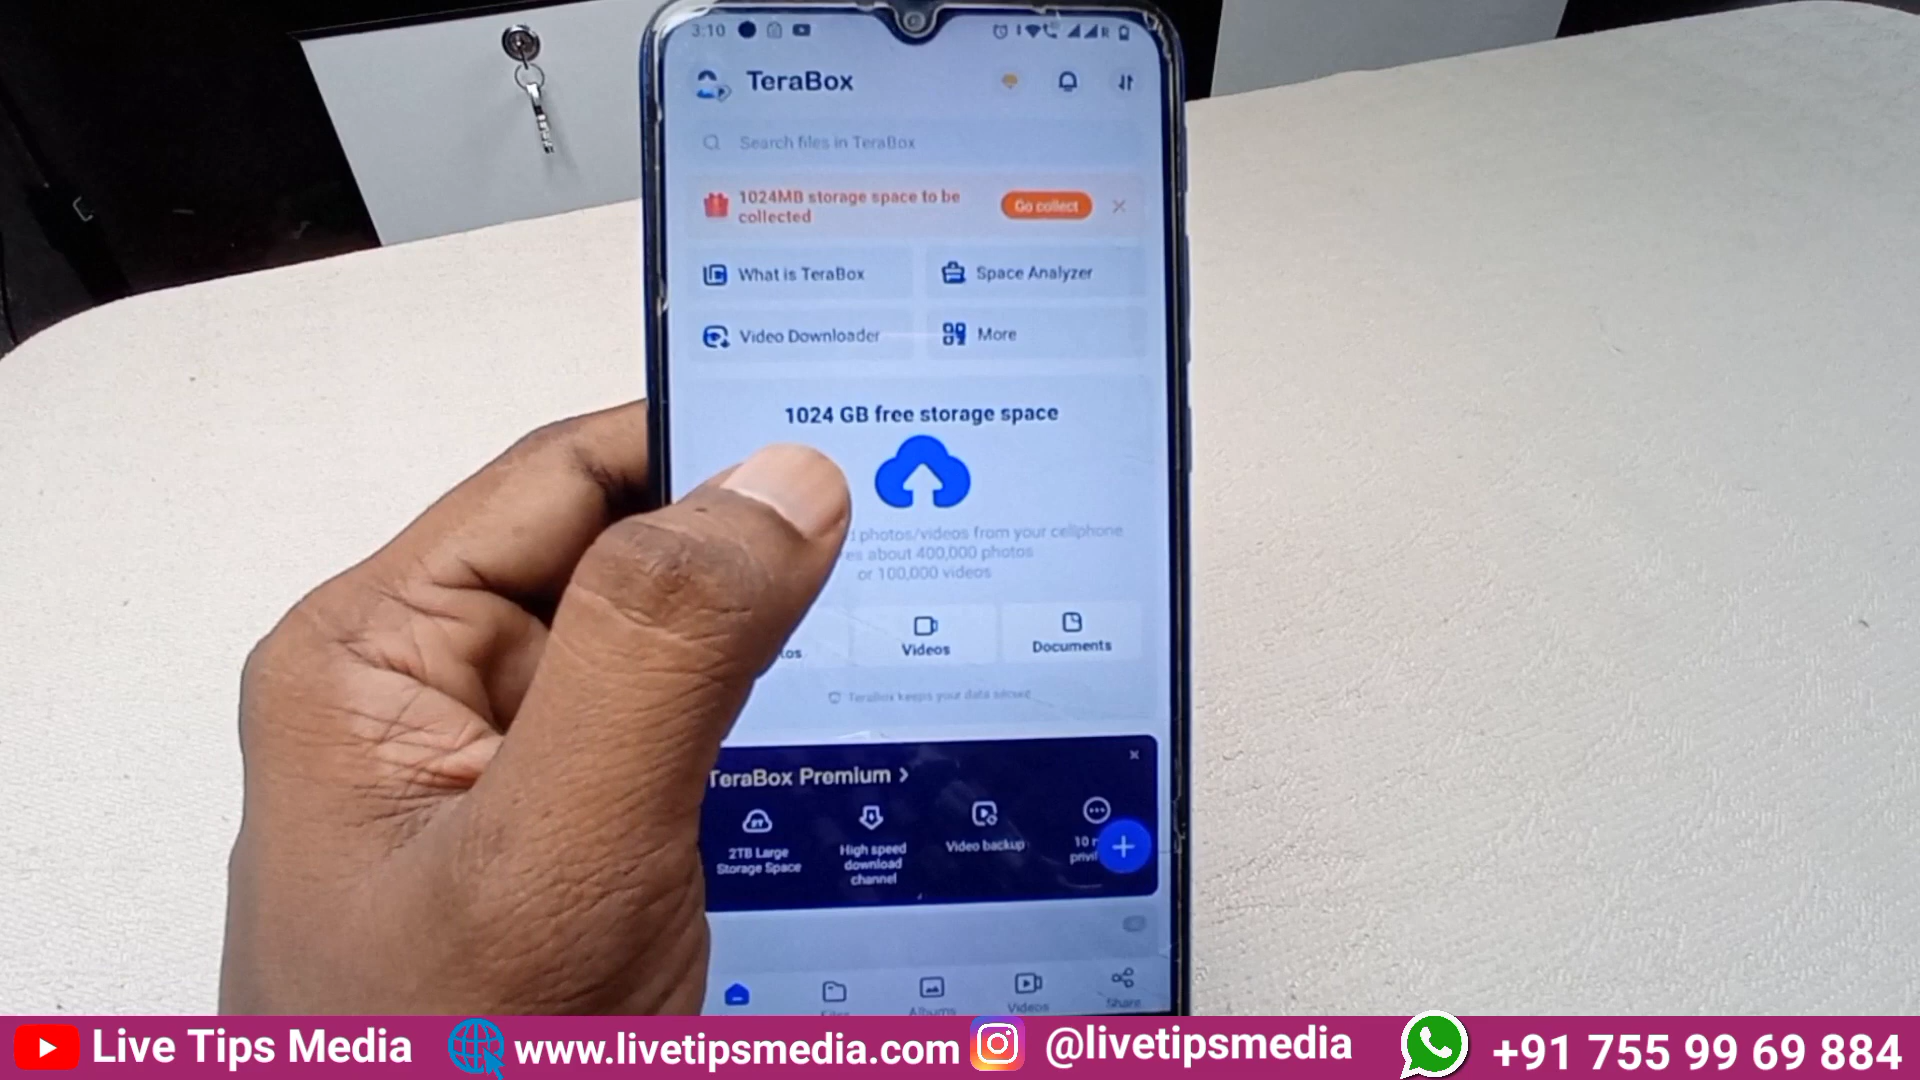 3:10
TeraBox
Search files in TeraBox
1024MB storage space to be
collected
Go collect
What is TeraBox
Space Analyzer
Video Downloader
More
1024 GB free storage space
photos/videos from your cellphone
about 400,000 photos
or 100,000 videos
Videos
Documents
TeraBox keeps your data secure
TeraBox Premium >
2TB Large
Storage Space
High speed
download
channel
Video backup
10
Files
Albums
Videos
Share
Live Tips Media
www.livetipsmedia.com
@livetipsmedia
+91 755 99 69 884